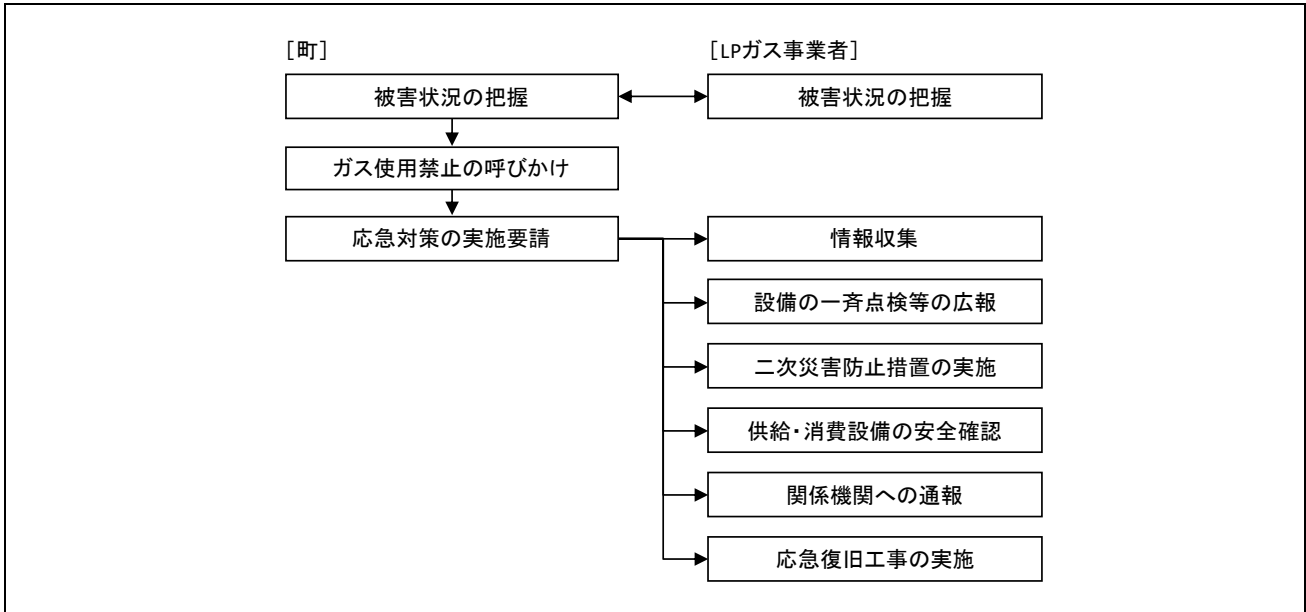 [町]
[LPガス事業者]
被害状況の把握
被害状況の把握
ガス使用禁止の呼びかけ
応急対策の実施要請
情報収集
設備の一斉点検等の広報
二次災害防止措置の実施
供給・消費設備の安全確認
関係機関への通報
応急復旧工事の実施